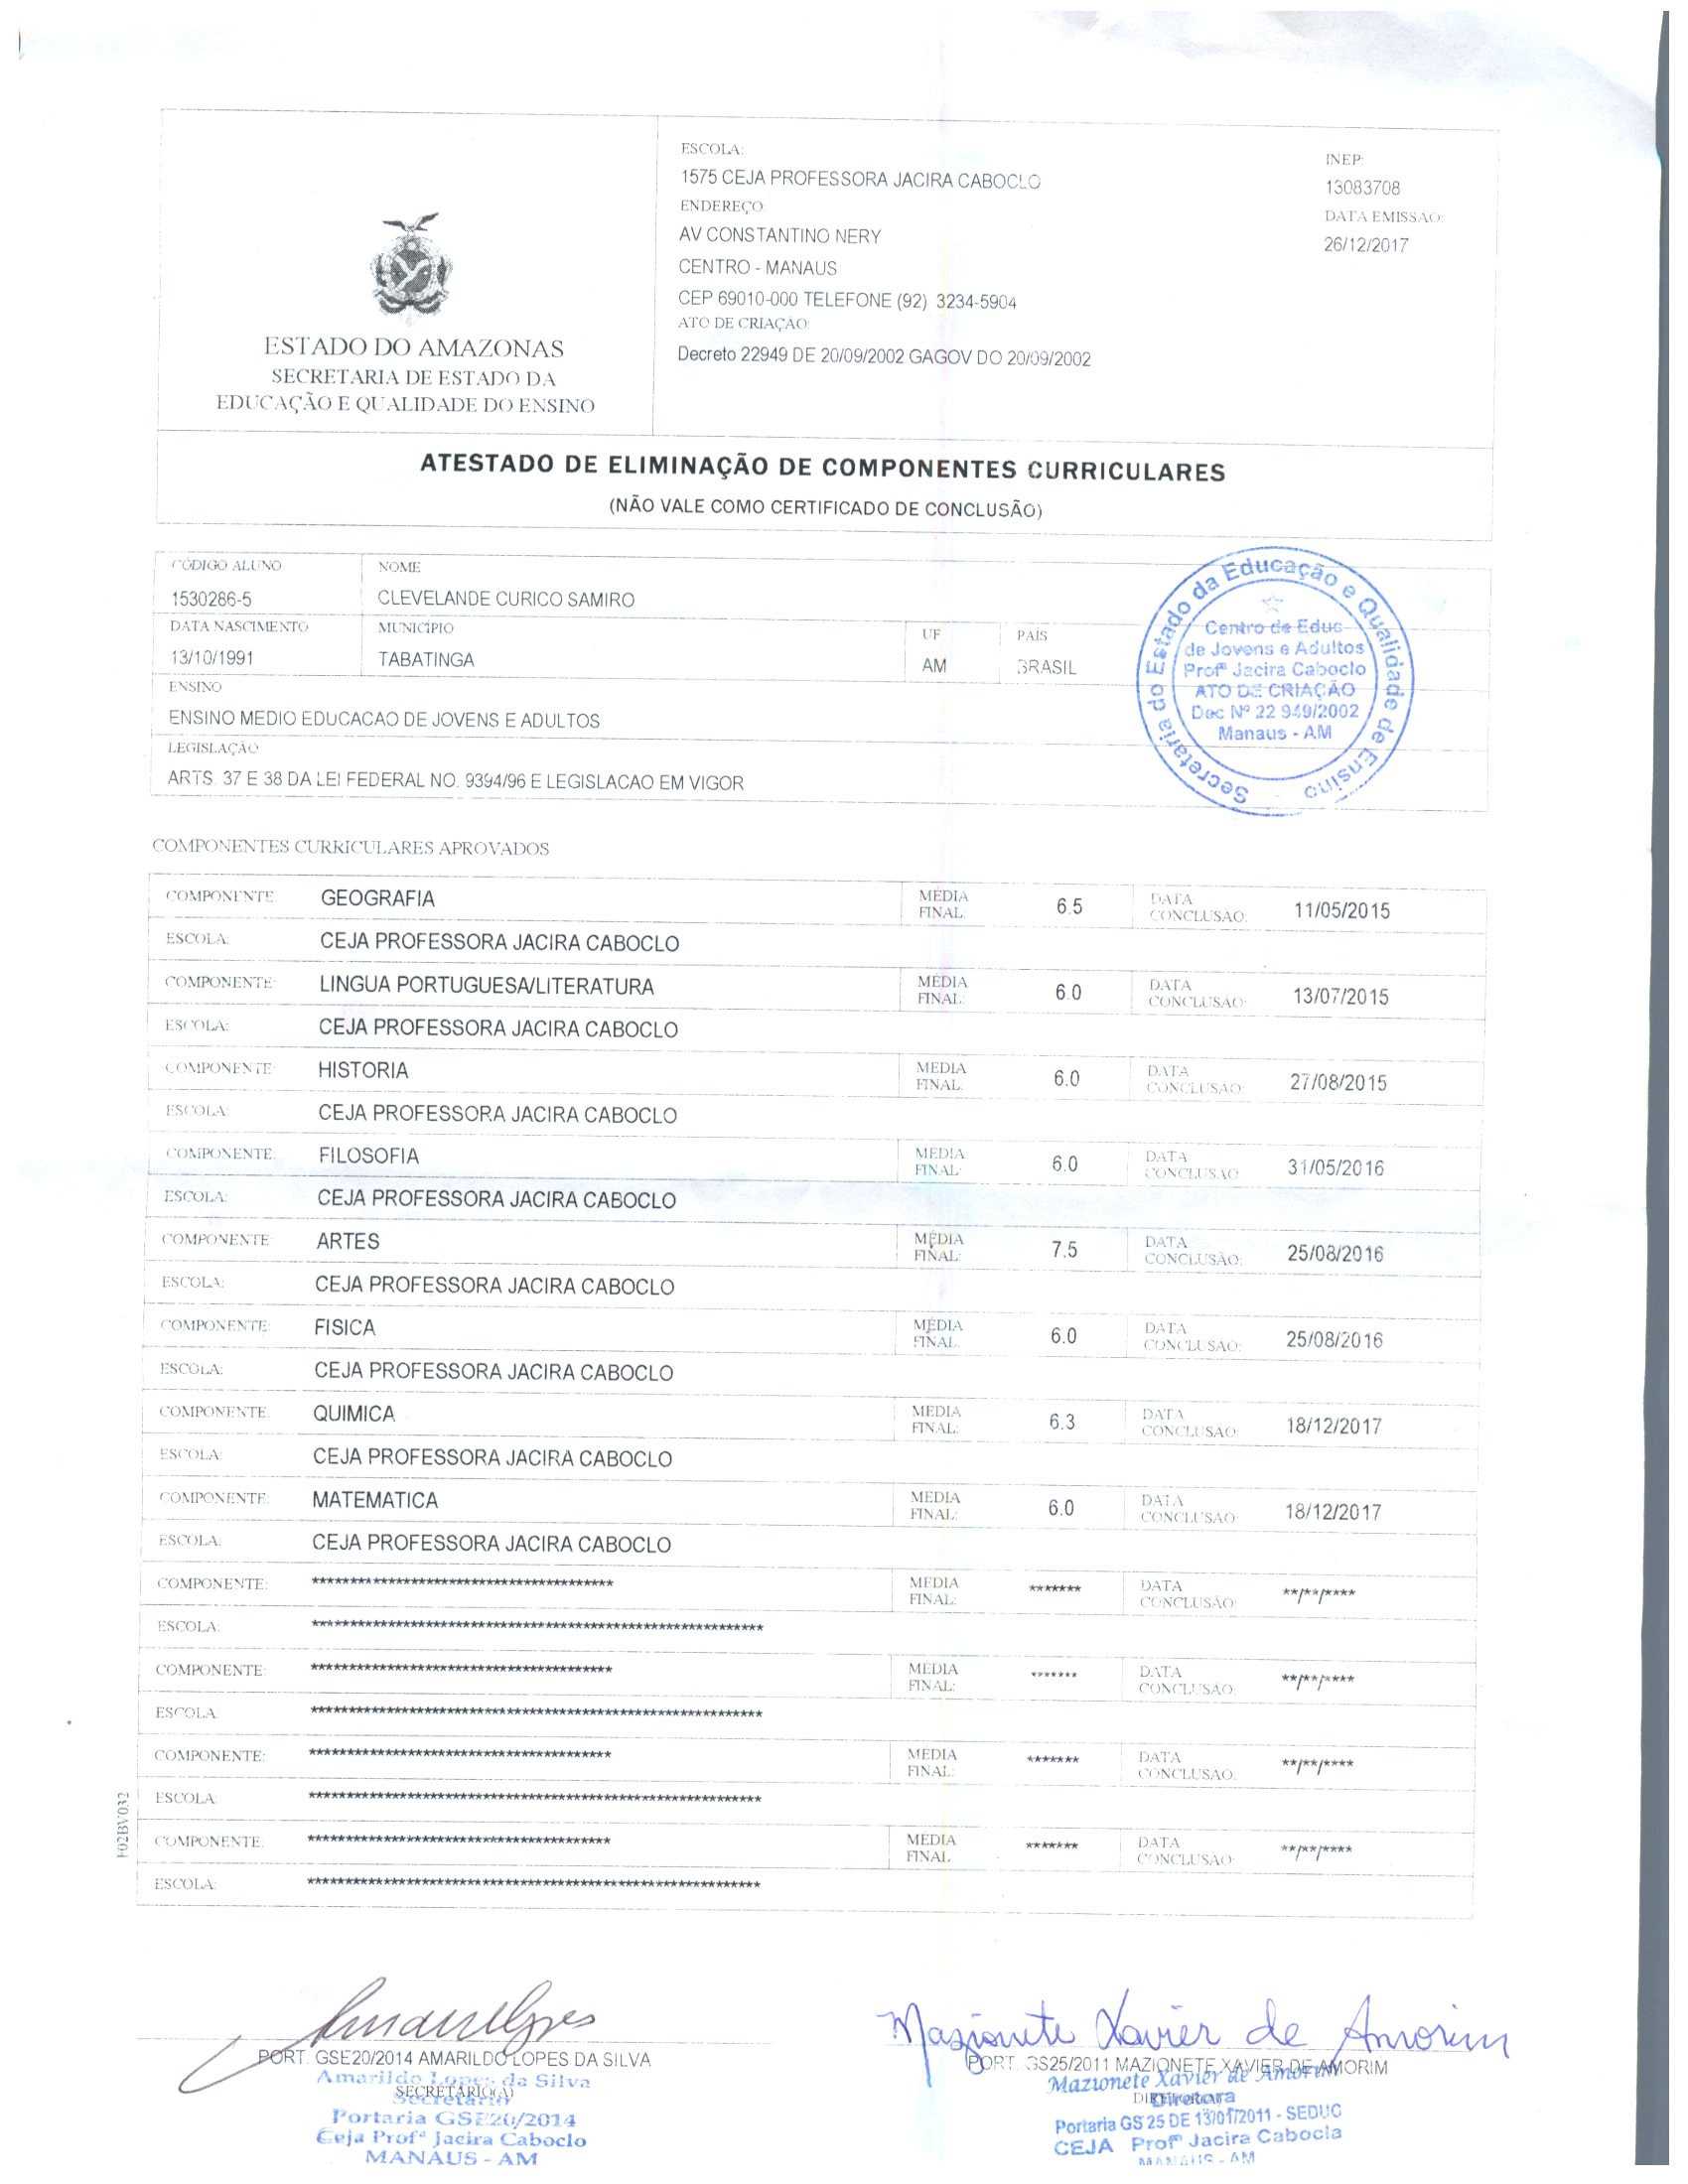 ESTADO DO AMAZONAS
SECRETARIA DE ESTADO DA
EDUCAÇÃO E QUALIDADE DO ENSINO
ESCOLA:
1575 CEJA PROFESSORA JACIRA CABOCLO
ENDEREÇO:
AV CONSTANTINO NERY
CENTRO - MANAUS
CEP 69010-000 TELEFONE (92) 3234-5904
ATO DE CRIAÇÃO:
Decreto 22949 DE 20/09/2002 GAGOV DO 20/09/2002
INEP:
13083708
DATA EMISSÃO:
26/12/2017
ATESTADO DE ELIMINAÇÃO DE COMPONENTES CURRICULARES
(NÃO VALE COMO CERTIFICADO DE CONCLUSÃO)
CÓDIGO ALUNO NOME
1530286-5 CLEVELANDE CURICO SAMIRO
DATA NASCIMENTO MUNICÍPIO UF PAÍS
13/10/1991 TABATINGA AM BRASIL
ENSINO
ENSINO MEDIO EDUCACAO DE JOVENS E ADULTOS
LEGISLAÇÃO
ARTS. 37 E 38 DA LEI FEDERAL NO. 9394/96 E LEGISLACAO EM VIGOR
Secretaria do Estado da Educação e Qualidade de Ensino
Centro de Educ
de Jovens e Adultos
Profª Jacira Caboclo
ATO DE CRIAÇÃO
Dec Nº 22 949/2002
Manaus - AM
COMPONENTES CURRICULARES APROVADOS
COMPONENTE: GEOGRAFIA MÉDIA FINAL: 6.5 DATA CONCLUSÃO: 11/05/2015
ESCOLA: CEJA PROFESSORA JACIRA CABOCLO
COMPONENTE: LINGUA PORTUGUESA/LITERATURA MÉDIA FINAL: 6.0 DATA CONCLUSÃO: 13/07/2015
ESCOLA: CEJA PROFESSORA JACIRA CABOCLO
COMPONENTE: HISTORIA MÉDIA FINAL: 6.0 DATA CONCLUSÃO: 27/08/2015
ESCOLA: CEJA PROFESSORA JACIRA CABOCLO
COMPONENTE: FILOSOFIA MÉDIA FINAL: 6.0 DATA CONCLUSÃO: 31/05/2016
ESCOLA: CEJA PROFESSORA JACIRA CABOCLO
COMPONENTE: ARTES MÉDIA FINAL: 7.5 DATA CONCLUSÃO: 25/08/2016
ESCOLA: CEJA PROFESSORA JACIRA CABOCLO
COMPONENTE: FISICA MÉDIA FINAL: 6.0 DATA CONCLUSÃO: 25/08/2016
ESCOLA: CEJA PROFESSORA JACIRA CABOCLO
COMPONENTE: QUIMICA MÉDIA FINAL: 6.3 DATA CONCLUSÃO: 18/12/2017
ESCOLA: CEJA PROFESSORA JACIRA CABOCLO
COMPONENTE: MATEMATICA MÉDIA FINAL: 6.0 DATA CONCLUSÃO: 18/12/2017
ESCOLA: CEJA PROFESSORA JACIRA CABOCLO
COMPONENTE: **************************************** MÉDIA FINAL: ******* DATA CONCLUSÃO: **/**/****
ESCOLA: ************************************************************
COMPONENTE: **************************************** MÉDIA FINAL: ******* DATA CONCLUSÃO: **/**/****
ESCOLA: ************************************************************
COMPONENTE: **************************************** MÉDIA FINAL: ******* DATA CONCLUSÃO: **/**/****
ESCOLA: ************************************************************
COMPONENTE: **************************************** MÉDIA FINAL: ******* DATA CONCLUSÃO: **/**/****
ESCOLA: ************************************************************
F02BV032
PORT. GSE20/2014 AMARILDO LOPES DA SILVA
SECRETÁRIO(A)
Amarildo Lopes da Silva
Secretário
Portaria GSE20/2014
Ceja Profª Jacira Caboclo
MANAUS - AM
Mazionete Xavier de Amorim
PORT. GS25/2011 MAZIONETE XAVIER DE AMORIM
Mazionete Xavier de Amorim
Diretora
Portaria GS 25 DE 13/01/2011 - SEDUC
CEJA Profª Jacira Cabocla
MANAUS - AM